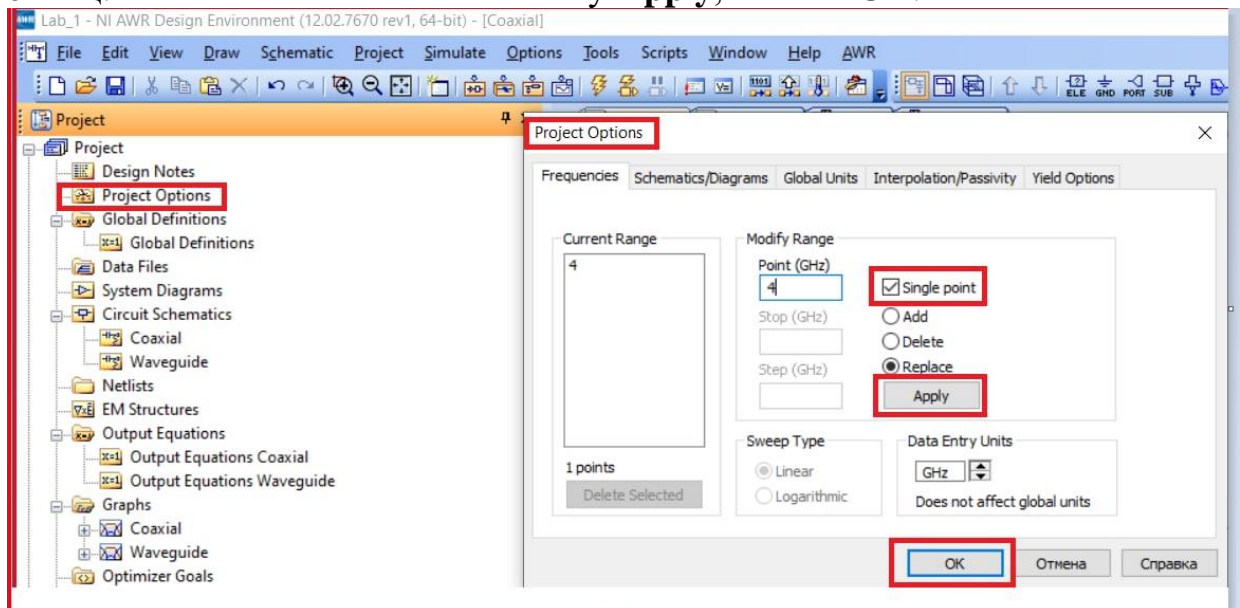 Lab_1 - NI AWR Design Environment (12.02.7670 rev1, 64-bit) - [Coaxial]
File Edit View Draw Schematic Project Simulate Options Tools Scripts Window Help AWR
ELE GND PORT SUB
Project
Project
Design Notes
Project Options
Global Definitions
Global Definitions
Data Files
System Diagrams
Circuit Schematics
Coaxial
Waveguide
Netlists
EM Structures
Output Equations
Output Equations Coaxial
Output Equations Waveguide
Graphs
Coaxial
Waveguide
Optimizer Goals
Project Options
Frequencies Schematics/Diagrams Global Units Interpolation/Passivity Yield Options
Current Range
4
1 points
Delete Selected
Modify Range
Point (GHz)
4
Single point
Stop (GHz)
Add
Delete
Step (GHz)
Replace
Apply
Sweep Type
Linear
Logarithmic
Data Entry Units
GHz
Does not affect global units
OK Отмена Справка